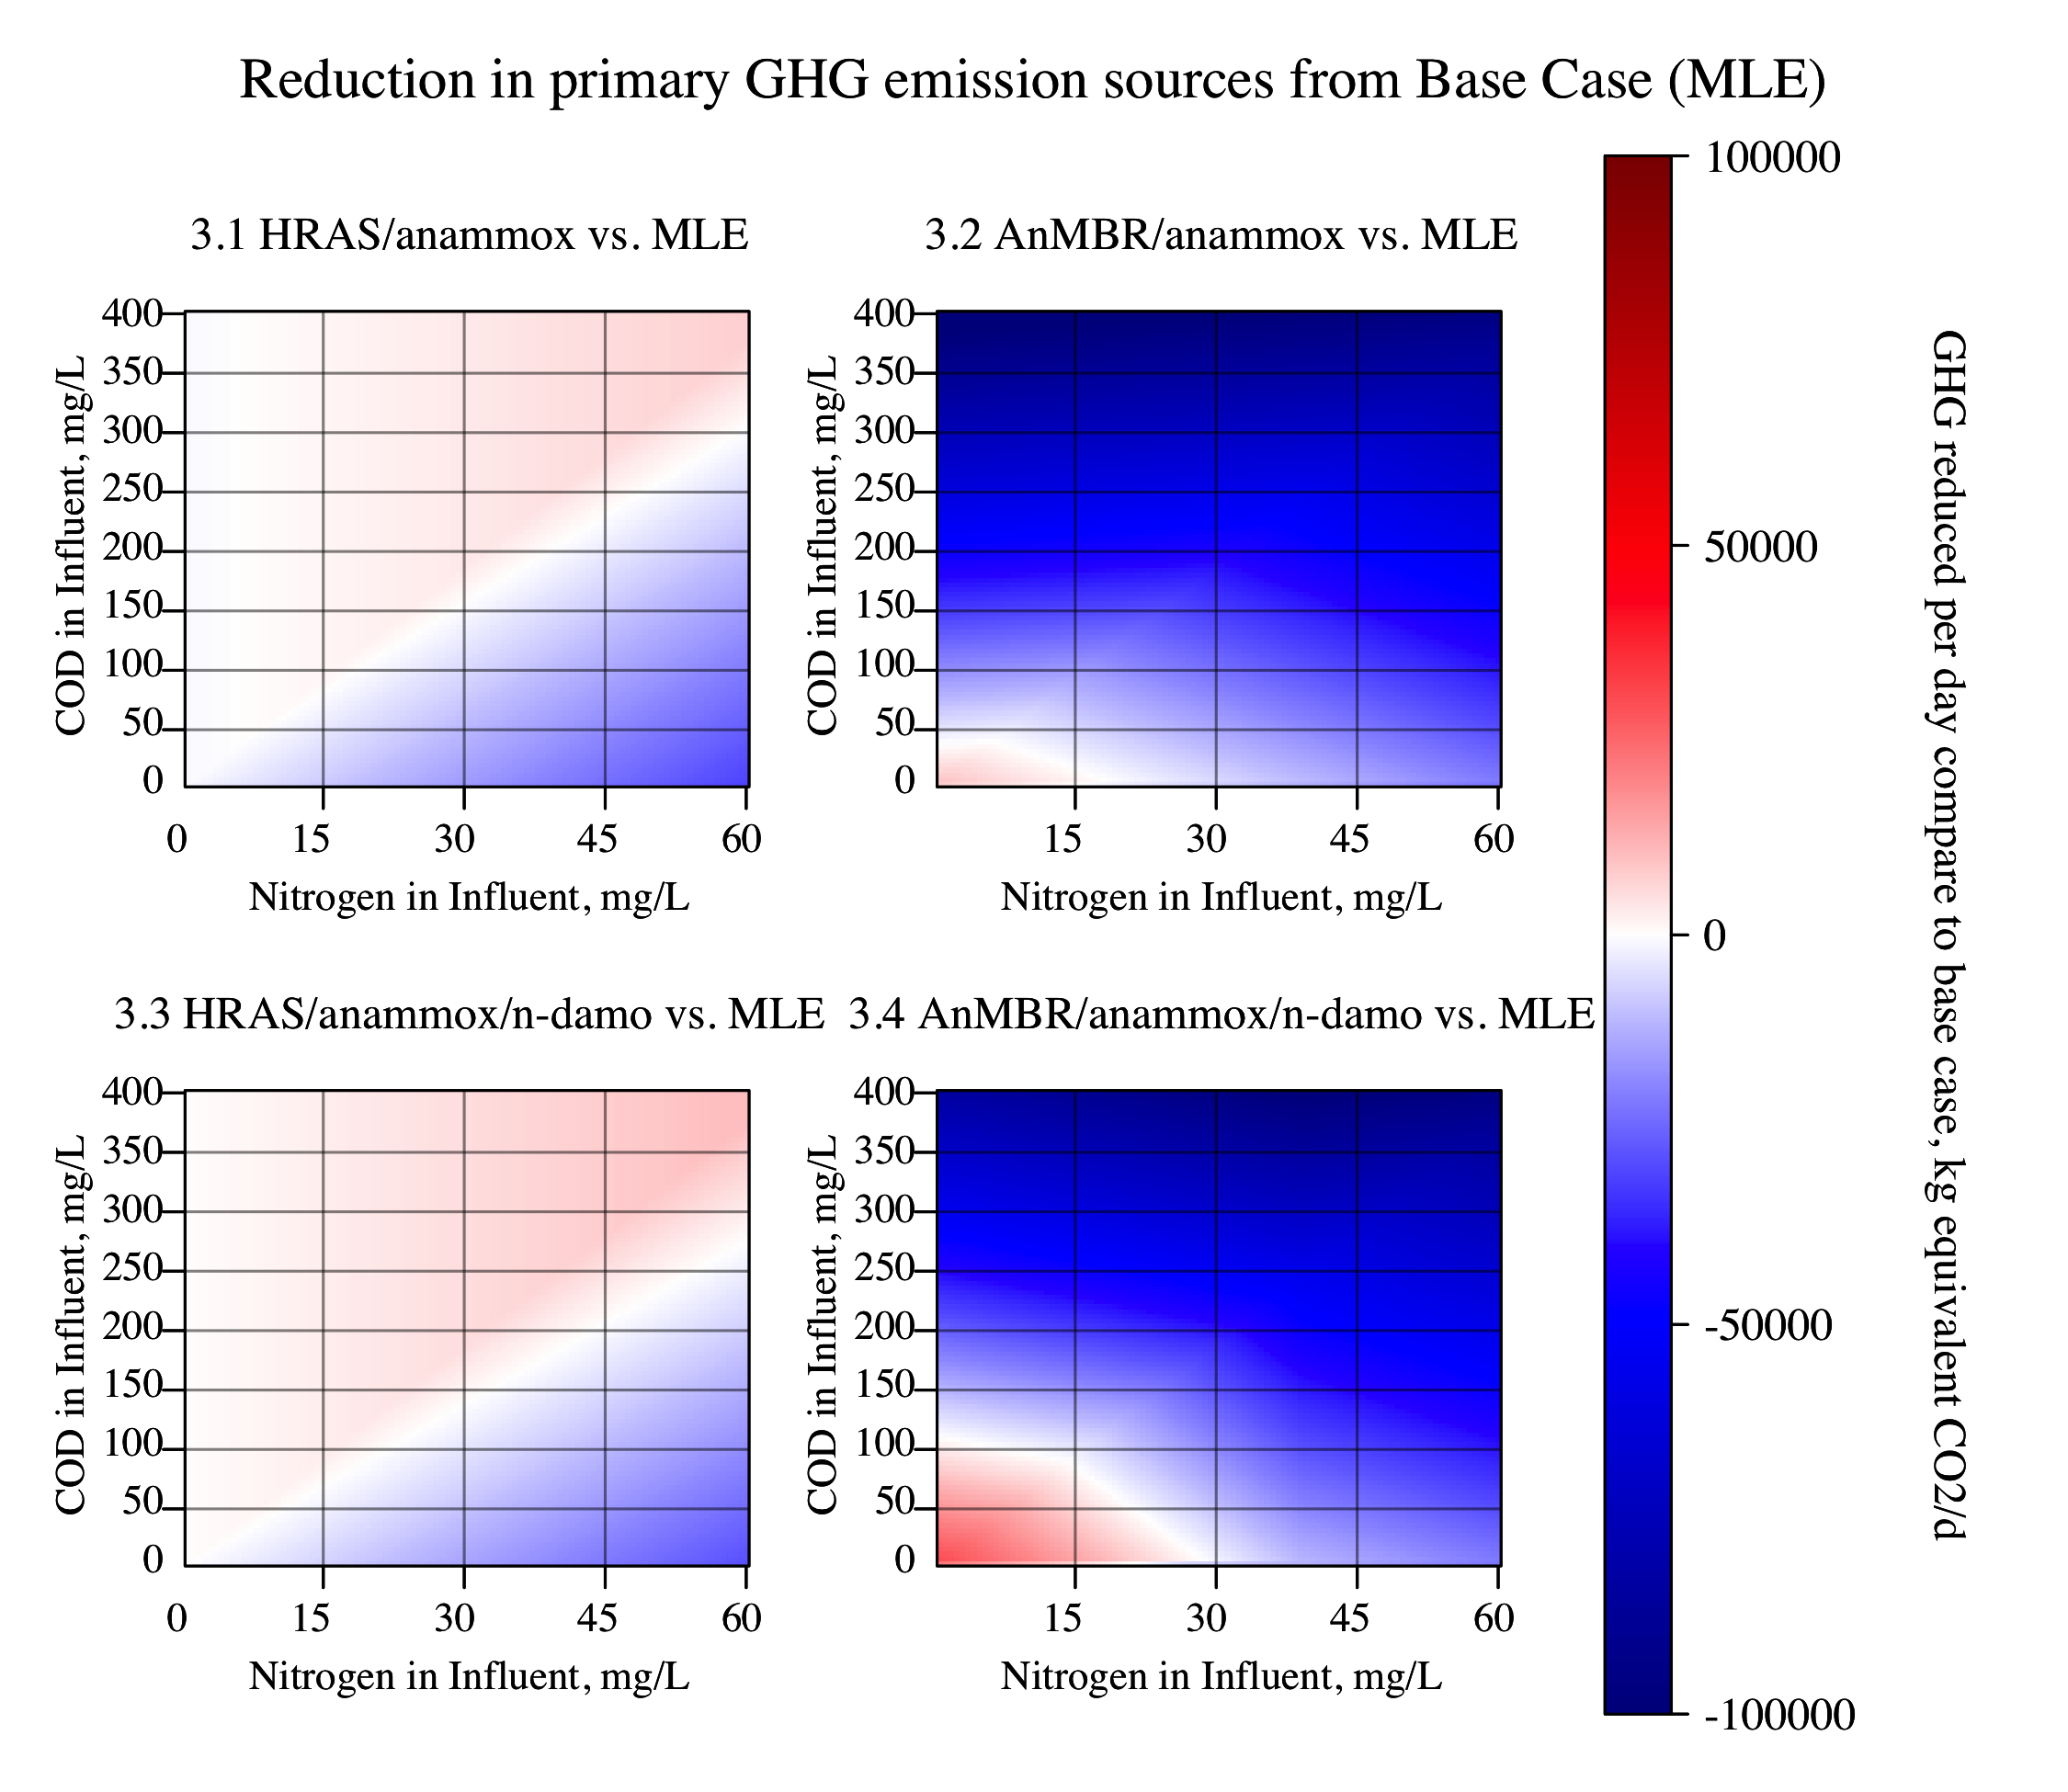 Reduction in primary GHG emission sources from Base Case (MLE)
3.1 HRAS/anammox vs. MLE
400
350
300
250
200
150
100
50
0
COD in Influent, mg/L
0 15 30 45 60
Nitrogen in Influent, mg/L
3.2 AnMBR/anammox vs. MLE
400
350
300
250
200
150
100
50
0
COD in Influent, mg/L
15 30 45 60
Nitrogen in Influent, mg/L
3.3 HRAS/anammox/n-damo vs. MLE
400
350
300
250
200
150
100
50
0
COD in Influent, mg/L
0 15 30 45 60
Nitrogen in Influent, mg/L
3.4 AnMBR/anammox/n-damo vs. MLE
400
350
300
250
200
150
100
50
0
COD in Influent, mg/L
15 30 45 60
Nitrogen in Influent, mg/L
100000
50000
0
-50000
-100000
GHG reduced per day compare to base case, kg equivalent CO2/d